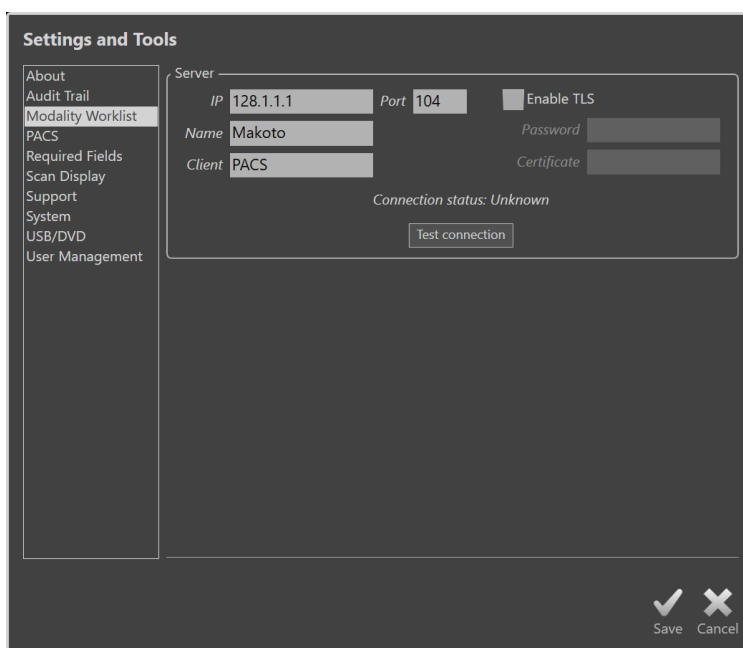 Settings and Tools
About
Audit Trail
Modality Worklist
PACS
Required Fields
Scan Display
Support
System
USB/DVD
User Management
Server
IP 128.1.1.1 Port 104 Enable TLS
Name Makoto Password
Client PACS Certificate
Connection status: Unknown
Test connection
Save Cancel